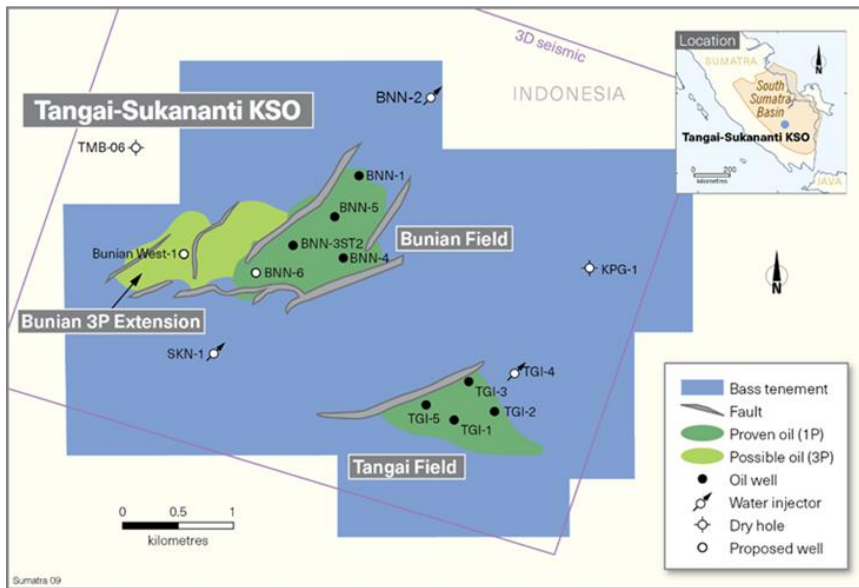 3D seismic
INDONESIA
Tangai-Sukananti KSO
BNN-2
TMB-06
BNN-1
BNN-5
BNN-3ST2
BNN-4
BNN-6
Bunian West-1
Bunian Field
Bunian 3P Extension
KPG-1
SKN-1
TGI-4
TGI-3
TGI-2
TGI-5
TGI-1
Tangai Field
N
0 0.5 1
kilometres
Sumatra 09
Location
SUMATRA
N
South
Sumatra
Basin
Tangai-Sukananti KSO
0 200
kilometres
JAVA
Bass tenement
Fault
Proven oil (1P)
Possible oil (3P)
Oil well
Water injector
Dry hole
Proposed well